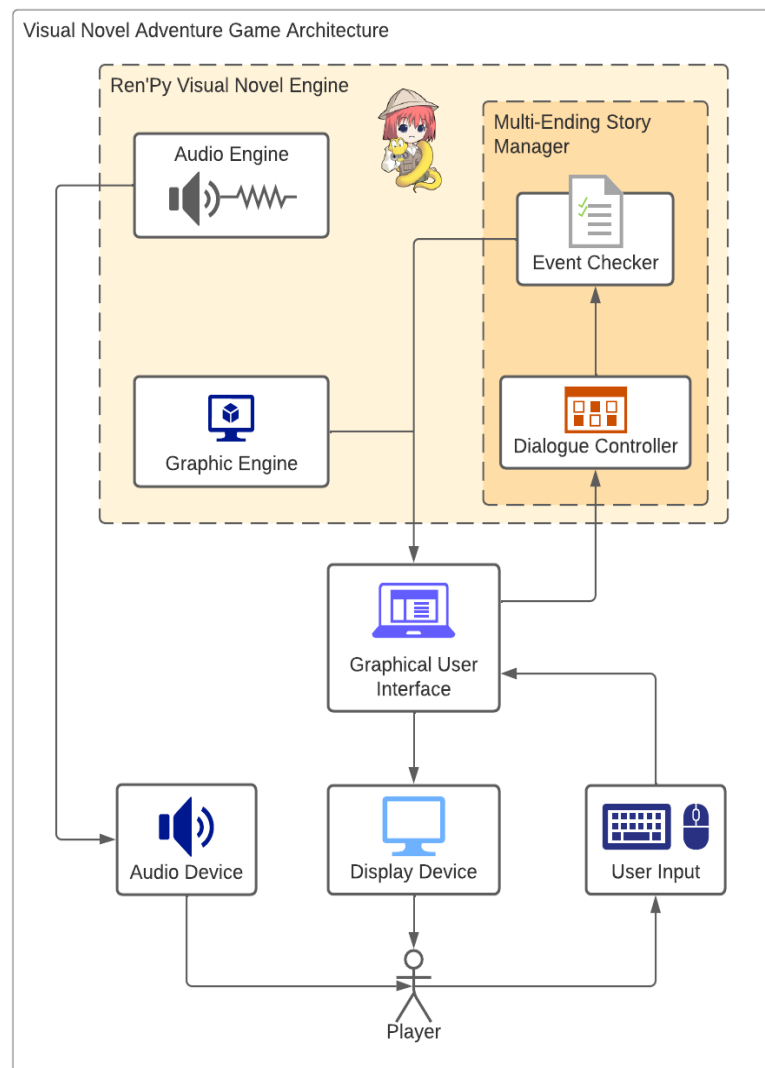 Visual Novel Adventure Game Architecture
Ren'Py Visual Novel Engine
Audio Engine
Multi-Ending Story
Manager
Event Checker
Graphic Engine
Dialogue Controller
Graphical User
Interface
Audio Device
Display Device
User Input
Player